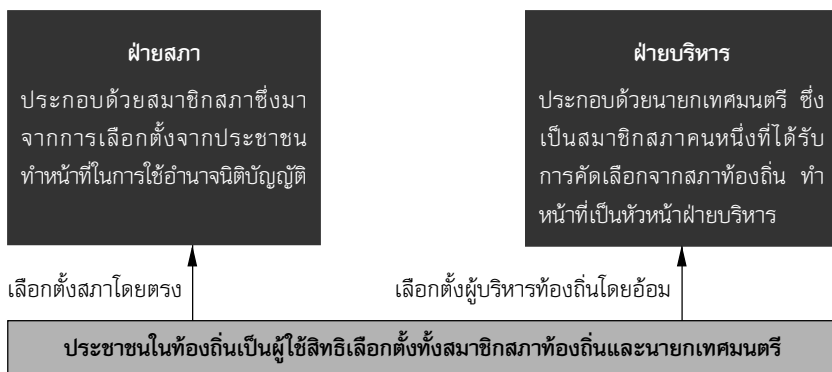 ฝ่ายสภา
ประกอบด้วยสมาชิกสภาซึ่งมา
จากการเลือกตั้งจากประชาชน
ทำหน้าที่ในการใช้อำนาจนิติบัญญัติ
ฝ่ายบริหาร
ประกอบด้วยนายกเทศมนตรี ซึ่ง
เป็นสมาชิกสภาคนหนึ่งที่ได้รับ
การคัดเลือกจากสภาท้องถิ่น ทำ
หน้าที่เป็นหัวหน้าฝ่ายบริหาร
เลือกตั้งสภาโดยตรง
เลือกตั้งผู้บริหารท้องถิ่นโดยอ้อม
ประชาชนในท้องถิ่นเป็นผู้ใช้สิทธิเลือกตั้งทั้งสมาชิกสภาท้องถิ่นและนายกเทศมนตรี